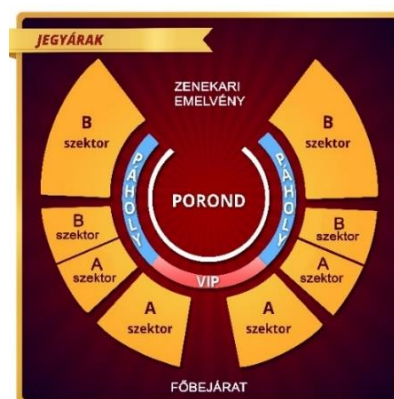 JEGYÁRAK
ZENEKARI
EMELVÉNY
B
szektor
B
szektor
PÁHOLY
POROND
PÁHOLY
B
szektor
B
szektor
A
szektor
A
szektor
VIP
A
szektor
A
szektor
FŐBEJÁRAT